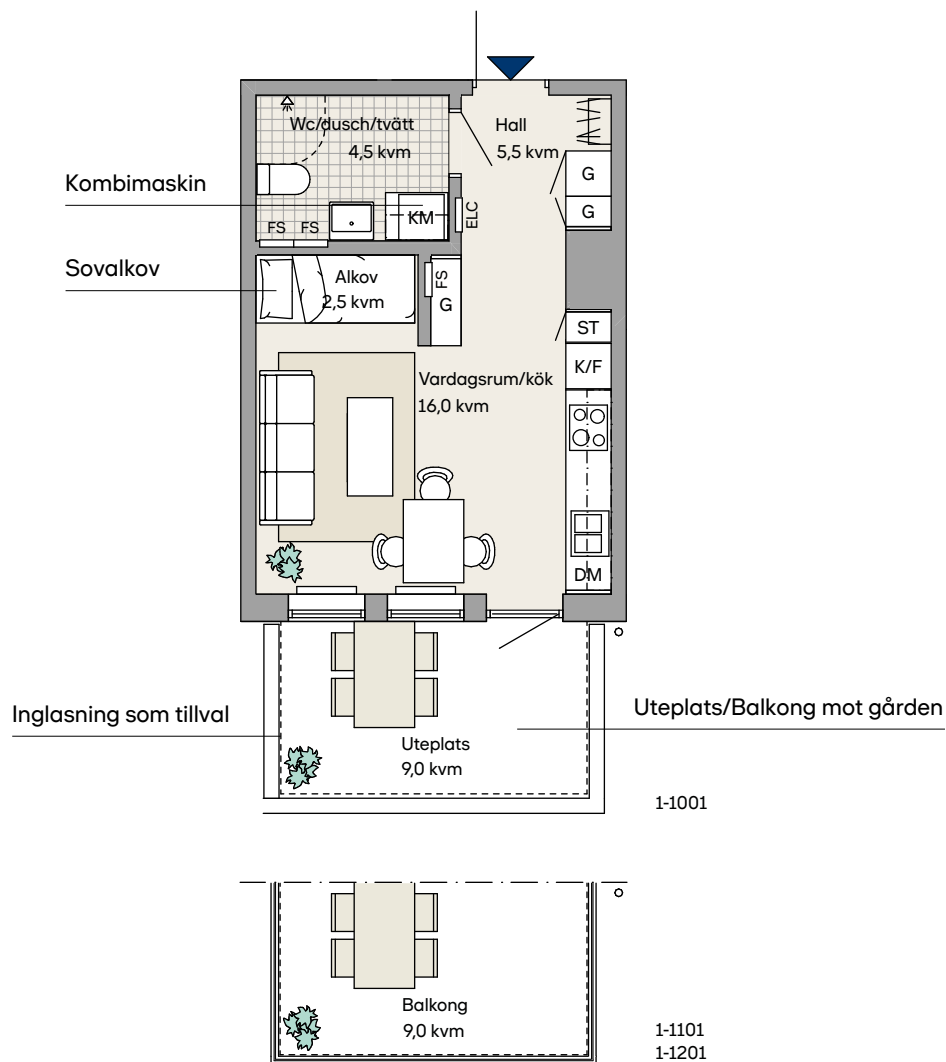 Wc/dusch/tvätt
4,5 kvm
Hall
5,5 kvm
G
G
Kombimaskin
KM
ELC
FS FS
Sovalkov
Alkov
2,5 kvm
FS
G
ST
K/F
Vardagsrum/kök
16,0 kvm
DM
Inglasning som tillval
Uteplats/Balkong mot gården
Uteplats
9,0 kvm
1-1001
Balkong
9,0 kvm
1-1101
1-1201